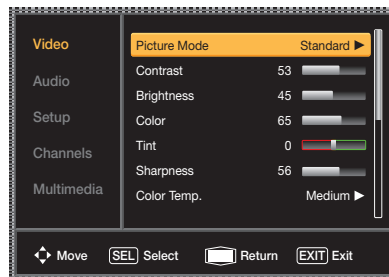 Video
Audio
Setup
Channels
Multimedia
Picture Mode Standard
Contrast 53
Brightness 45
Color 65
Tint 0
Sharpness 56
Color Temp. Medium
Move SEL Select Return EXIT Exit